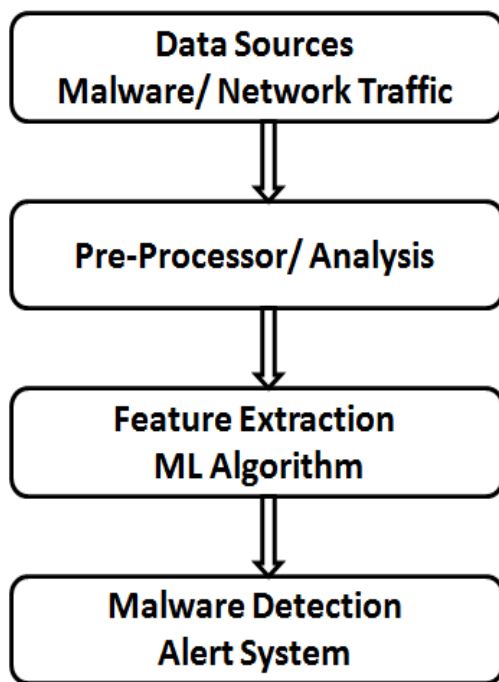 Data Sources
Malware/ Network Traffic
Pre-Processor/ Analysis
Feature Extraction
ML Algorithm
Malware Detection
Alert System